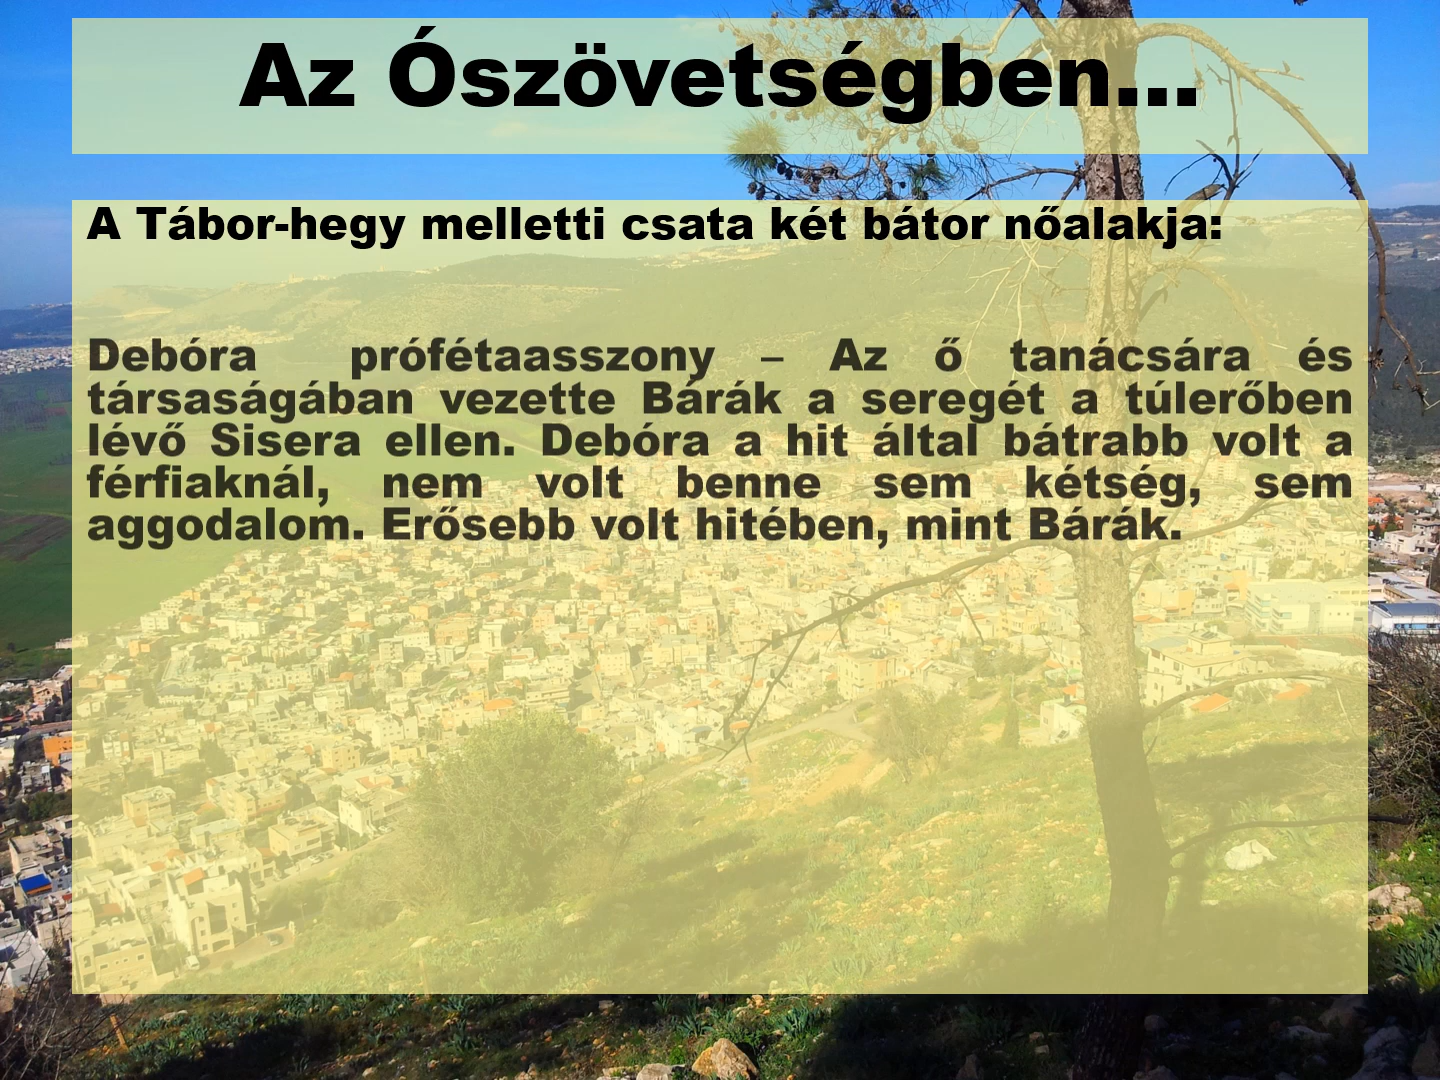 Az Ószövetségben...
A Tábor-hegy melletti csata két bátor nőalakja:
Debóra prófétaasszony – Az ő tanácsára és
társaságában vezette Bárák a seregét a túlerőben
lévő Sisera ellen. Debóra a hit által bátrabb volt a
férfiaknál, nem volt benne sem kétség, sem
aggodalom. Erősebb volt hitében, mint Bárák.